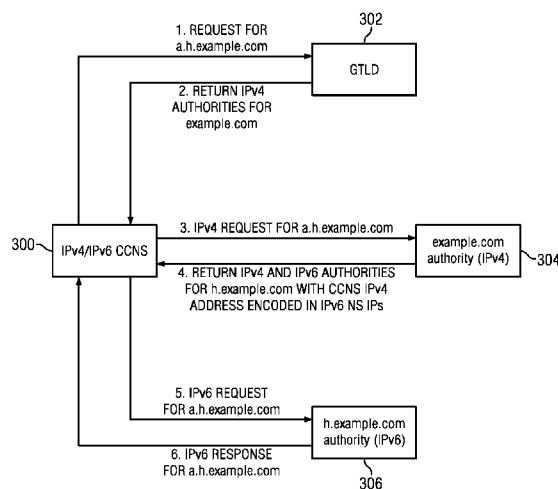 302
1. REQUEST FOR
a.h.example.com
GTLD
2. RETURN IPv4
AUTHORITIES FOR
example.com
300
IPv4/IPv6 CCNS
3. IPv4 REQUEST FOR a.h.example.com
example.com
authority (IPv4)
304
4. RETURN IPv4 AND IPv6 AUTHORITIES
FOR h.example.com WITH CCNS IPv4
ADDRESS ENCODED IN IPv6 NS IPs
5. IPv6 REQUEST
FOR a.h.example.com
h.example.com
authority (IPv6)
6. IPv6 RESPONSE
FOR a.h.example.com
306